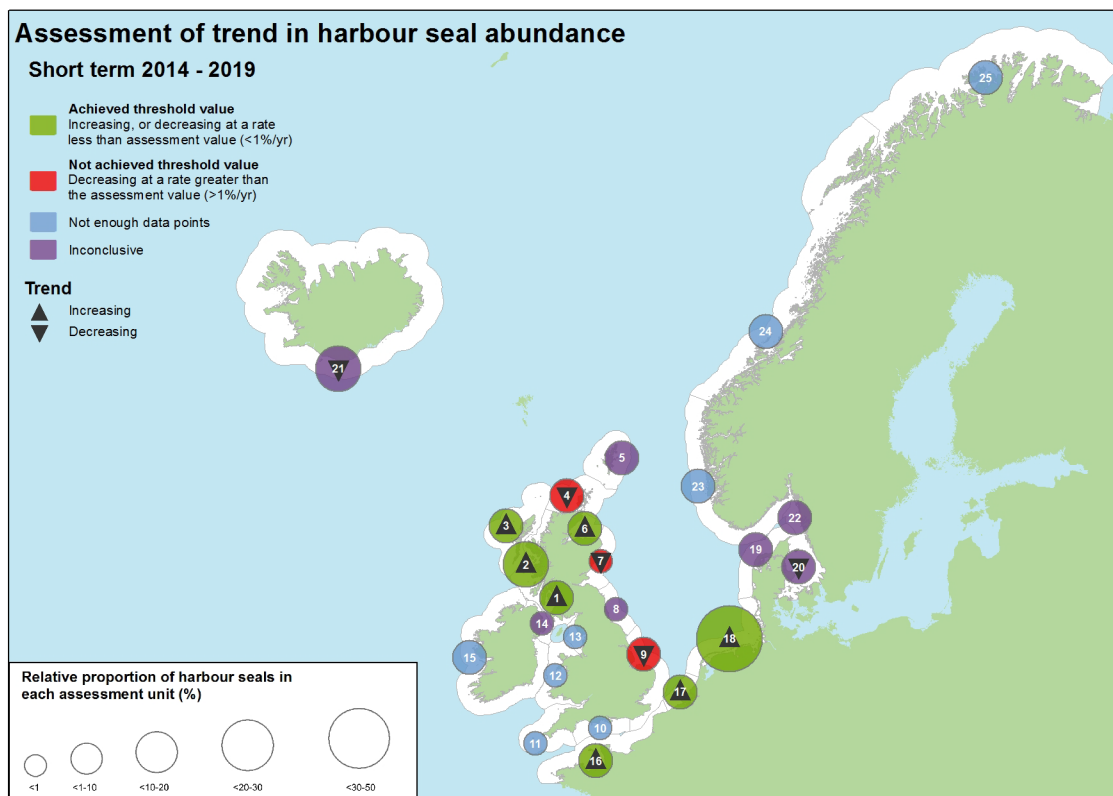 Assessment of trend in harbour seal abundance
Short term 2014 - 2019
Achieved threshold value
Increasing, or decreasing at a rate
less than assessment value (<1%/yr)
Not achieved threshold value
Decreasing at a rate greater than
the assessment value (>1%/yr)
Not enough data points
Inconclusive
Trend
Increasing
Decreasing
25
24
21
5
23
4
3
6
22
19
2
7
20
1
8
14
13
18
15
9
12
17
10
11
16
Relative proportion of harbour seals in
each assessment unit (%)
<1
<1-10
<10-20
<20-30
<30-50